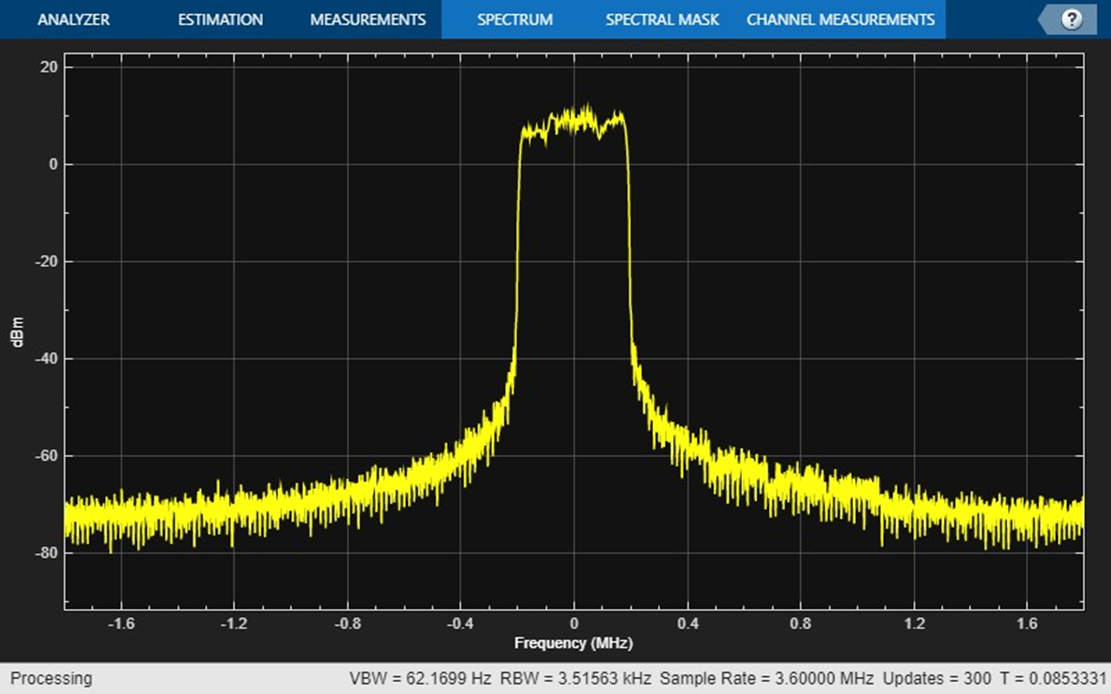 ANALYZER ESTIMATION MEASUREMENTS SPECTRUM SPECTRAL MASK CHANNEL MEASUREMENTS ?
20
0
-20
-40
-60
-80
dBm
-1.6 -1.2 -0.8 -0.4 0 0.4 0.8 1.2 1.6
Frequency (MHz)
Processing VBW = 62.1699 Hz RBW = 3.51563 kHz Sample Rate = 3.60000 MHz Updates = 300 T = 0.0853331